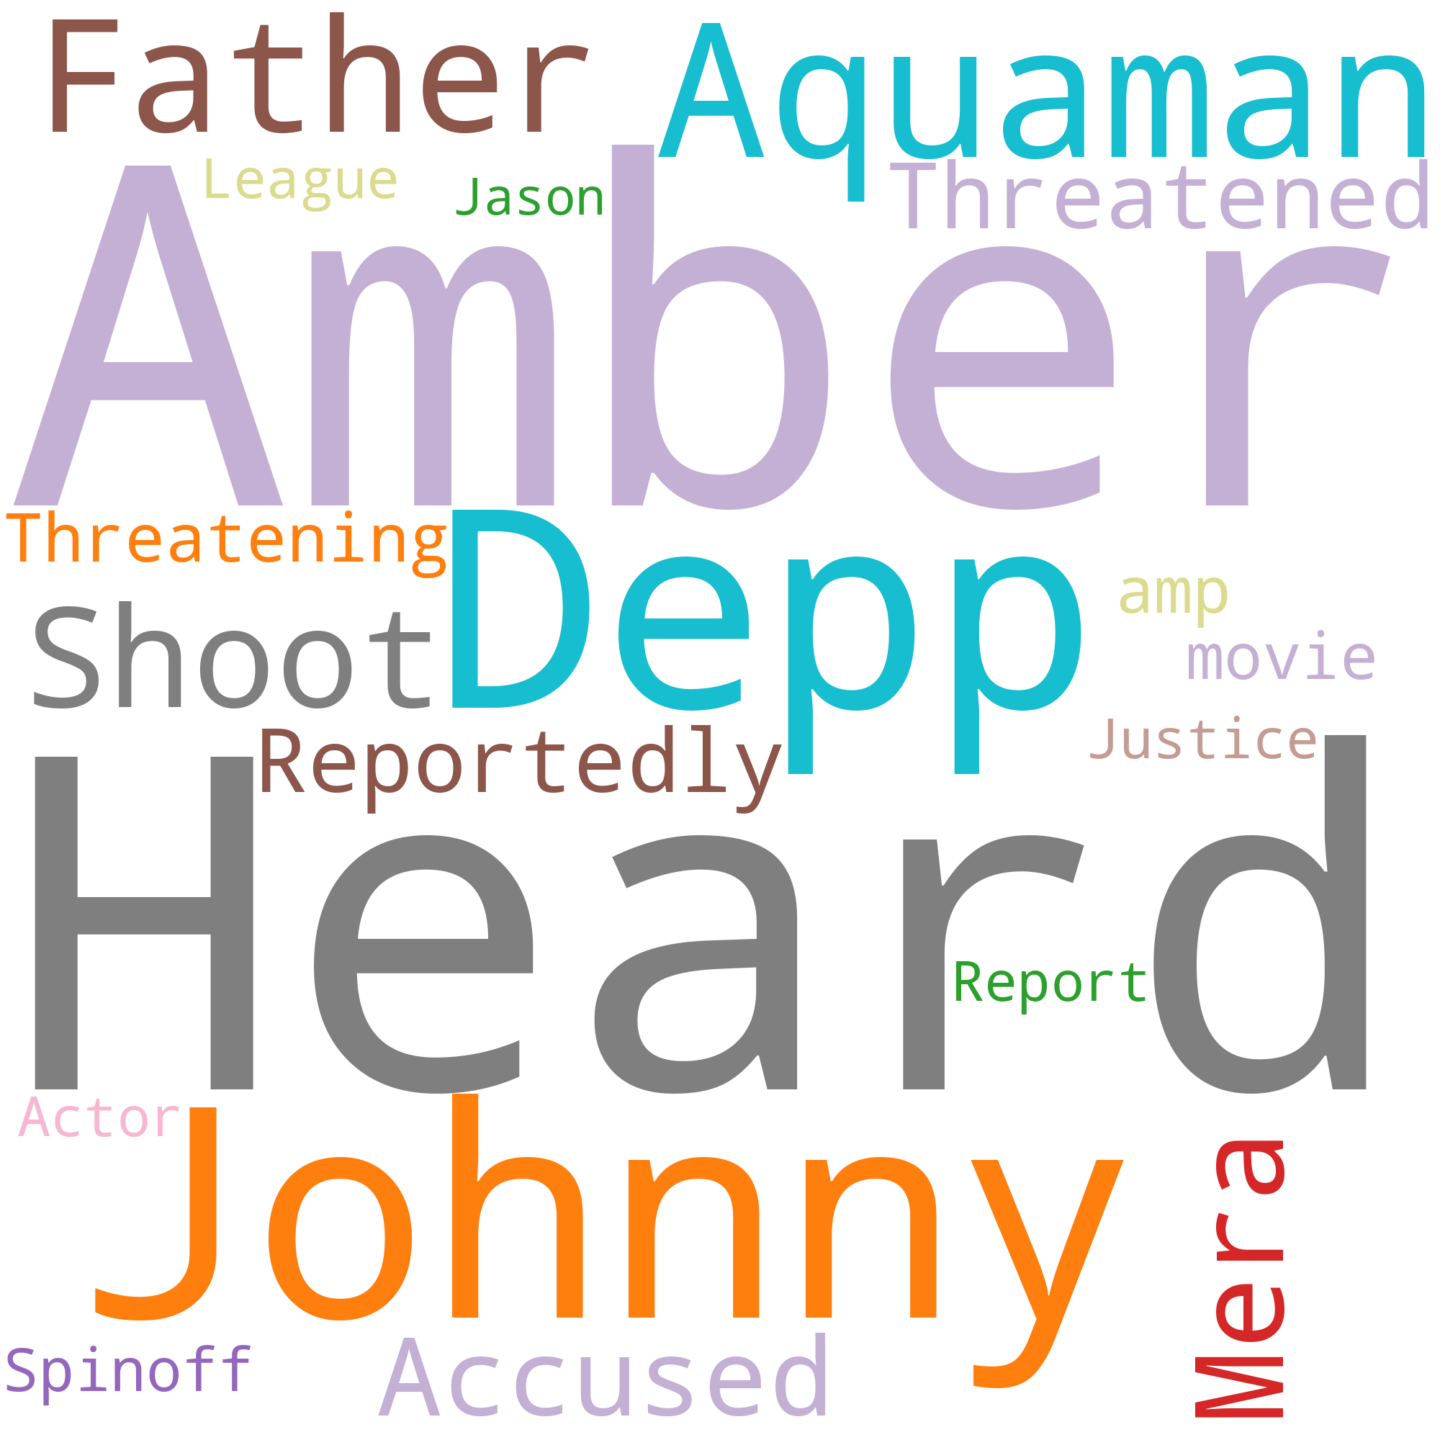 Father Aquaman
League Jason Threatened
Amber
Threatening Depp
Shoot amp
movie
Reportedly Justice
Heard
Report
Actor
Johnny Mera
Spinoff Accused